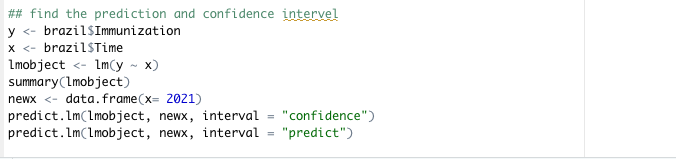 ## find the prediction and confidence intervel
y <- brazil$Immunization
x <- brazil$Time
lmobject <- lm(y ~ x)
summary(lmobject)
newx <- data.frame(x= 2021)
predict.lm(lmobject, newx, interval = "confidence")
predict.lm(lmobject, newx, interval = "predict")